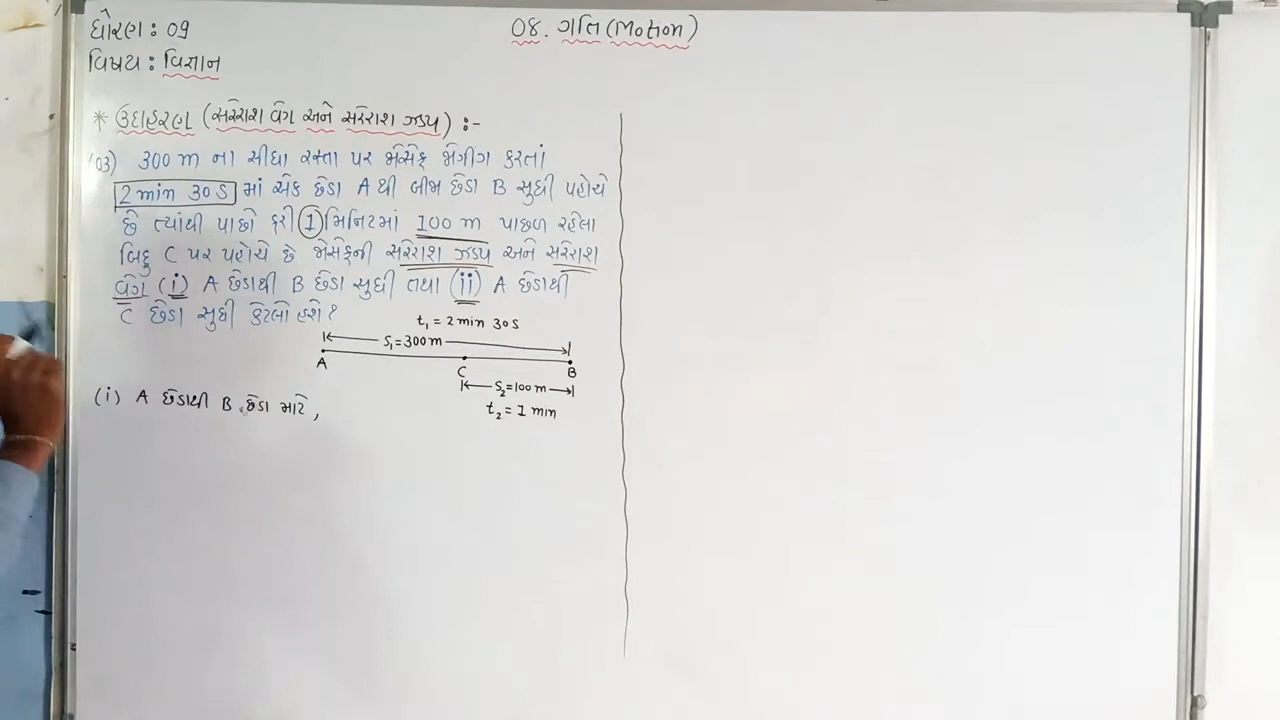 ધોરણ : 09
08. ગતિ (Motion)
વિષય : વિજ્ઞાન
* ઉદાહરણ (સરેરાશ વેગ અને સરેરાશ ઝડપ) :-
03) 300 m ના સીધા રસ્તા પર જોસેફ જોગીંગ કરતાં
2 min 30 S માં એક છેડા A થી બીજા છેડા B સુધી પહોચે
છે ત્યાંથી પાછો ફરી 1 મિનિટમાં 100 m પાછળ રહેલા
બિંદુ C પર પહોચે છે જોસેફની સરેરાશ ઝડપ અને સરેરાશ
વેગ (i) A છેડાથી B છેડા સુધી તથા (ii) A છેડાથી
C છેડા સુધી કેટલો હશે?
t₁ = 2 min 30 S
S₁ = 300 m
A C B
S₂ = 100 m
t₂ = 1 min
(i) A છેડાથી B છેડા માટે,